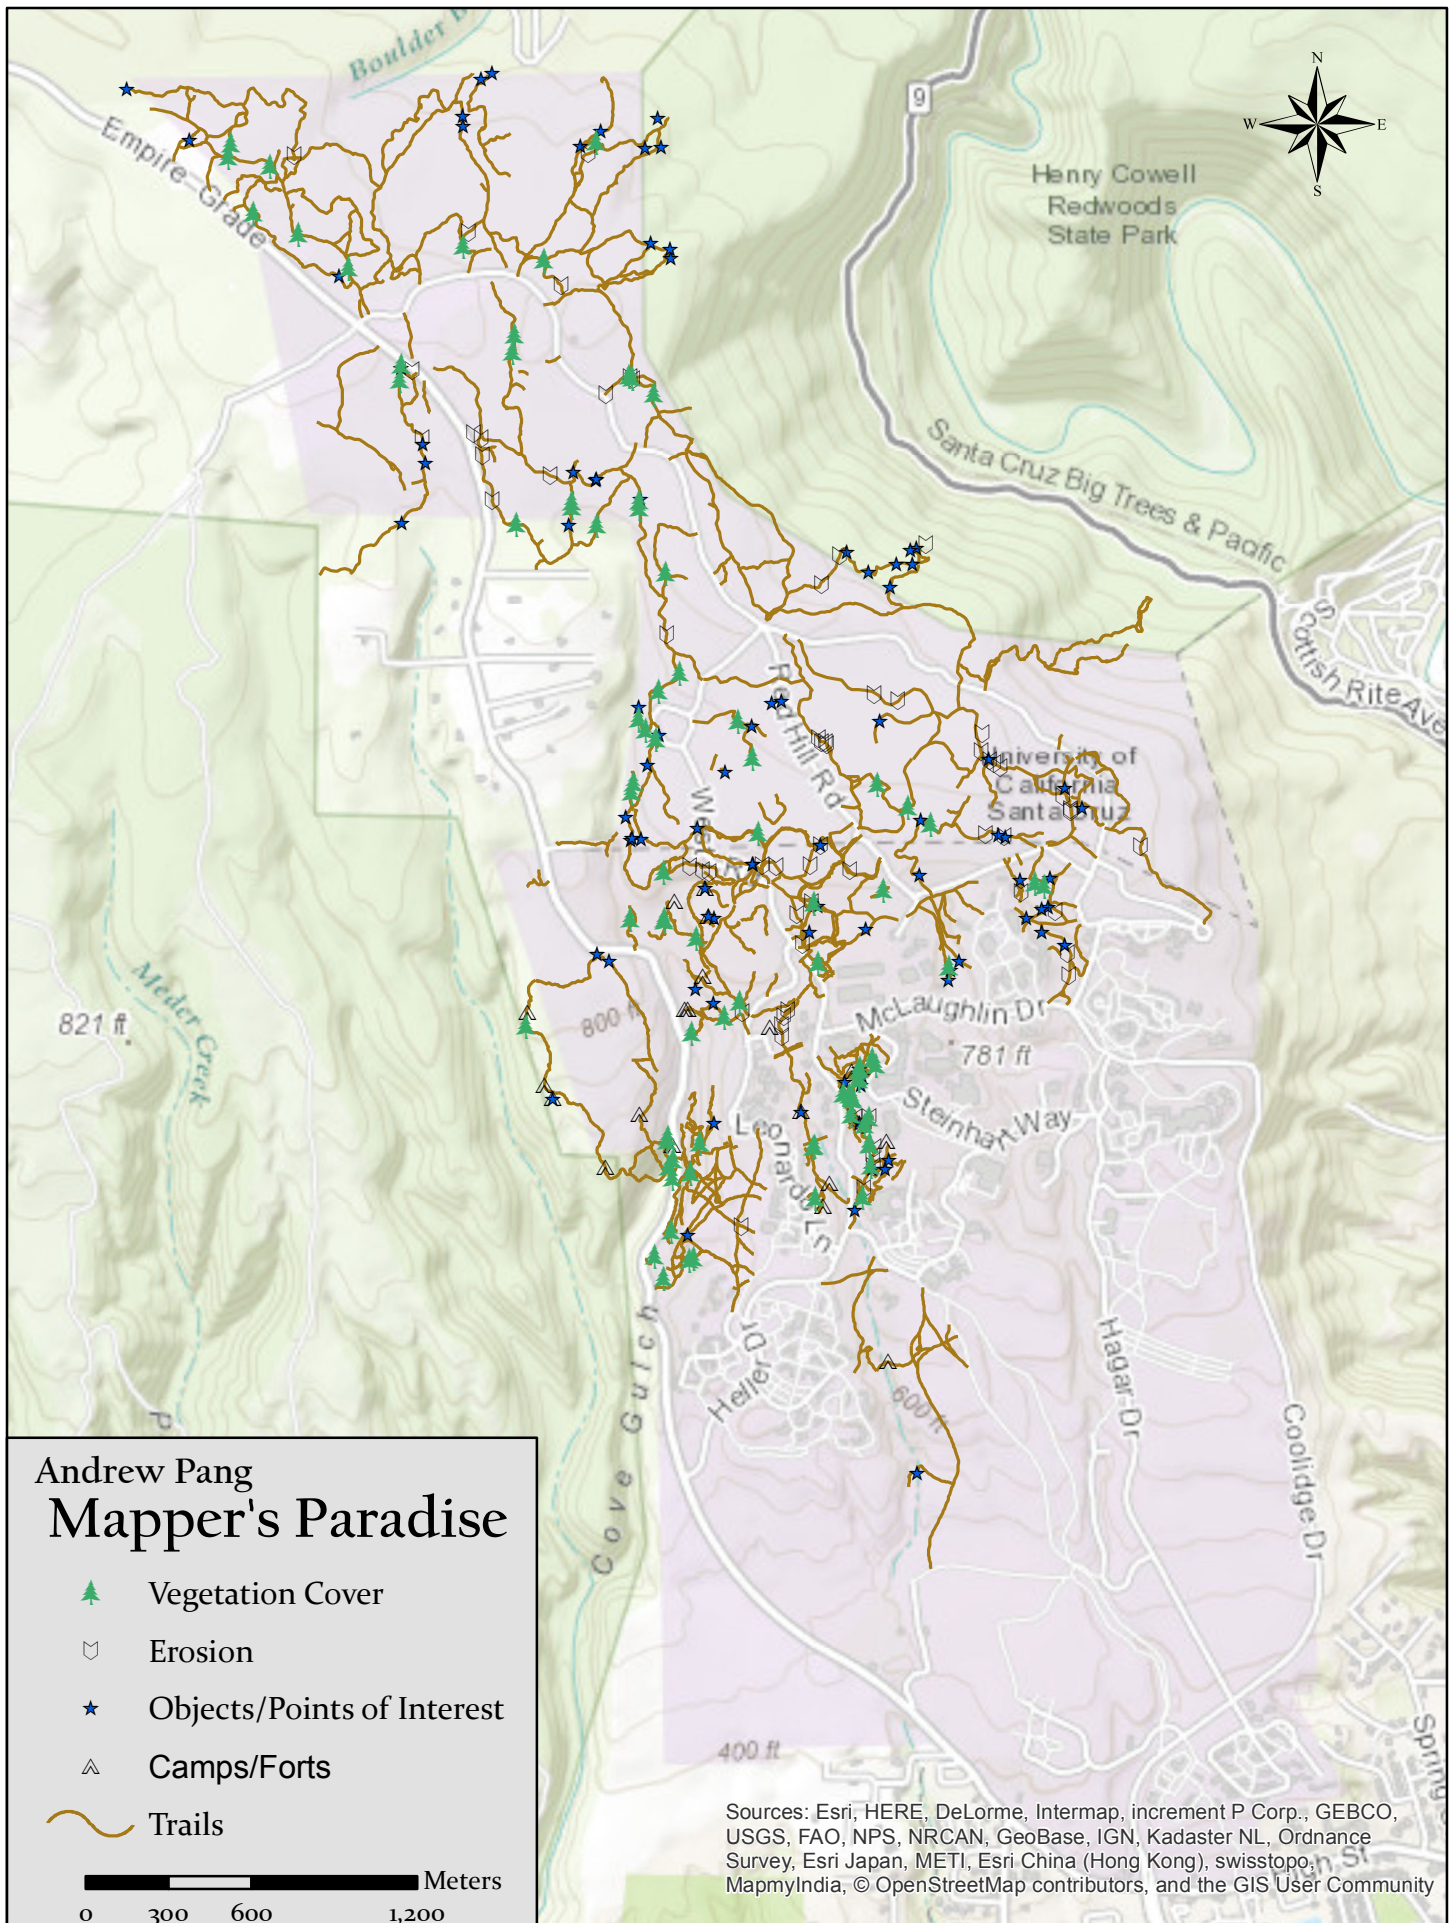 Boulder
9
N
W
E
S
Empire Grade
Henry Cowell
Redwoods
State Park
Santa Cruz Big Trees & Pacific
Scottish Rite Ave
Red Hill Rd
University of
California
Santa Cruz
West Rd
Meder Creek
821 ft
800 ft
McLaughlin Dr
781 ft
Steinhart Way
Leonardo Ln
Heller Dr
Cove Gulch
600 ft
Hagar Dr
Coolidge Dr
400 ft
Spring
High St
Andrew Pang
Mapper's Paradise
Vegetation Cover
Erosion
Objects/Points of Interest
Camps/Forts
Trails
Meters
0 300 600 1,200
Sources: Esri, HERE, DeLorme, Intermap, increment P Corp., GEBCO,
USGS, FAO, NPS, NRCAN, GeoBase, IGN, Kadaster NL, Ordnance
Survey, Esri Japan, METI, Esri China (Hong Kong), swisstopo,
MapmyIndia, © OpenStreetMap contributors, and the GIS User Community